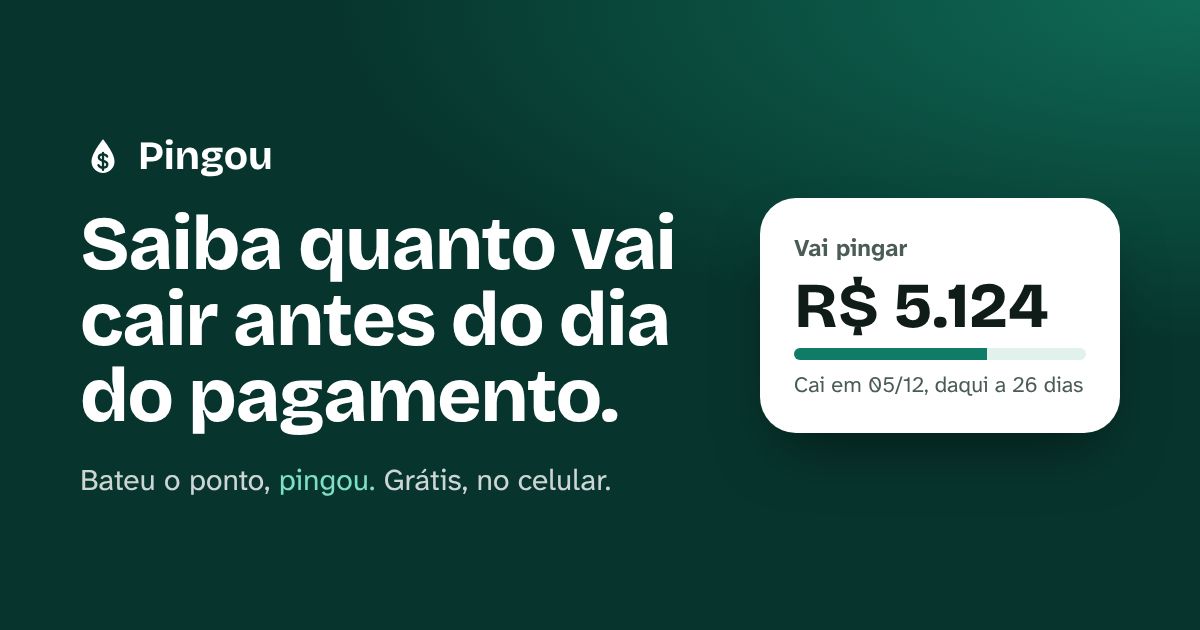 Pingou
Saiba quanto vai
cair antes do dia
do pagamento.
Bateu o ponto, pingou. Grátis, no celular.
Vai pingar
R$ 5.124
Cai em 05/12, daqui a 26 dias